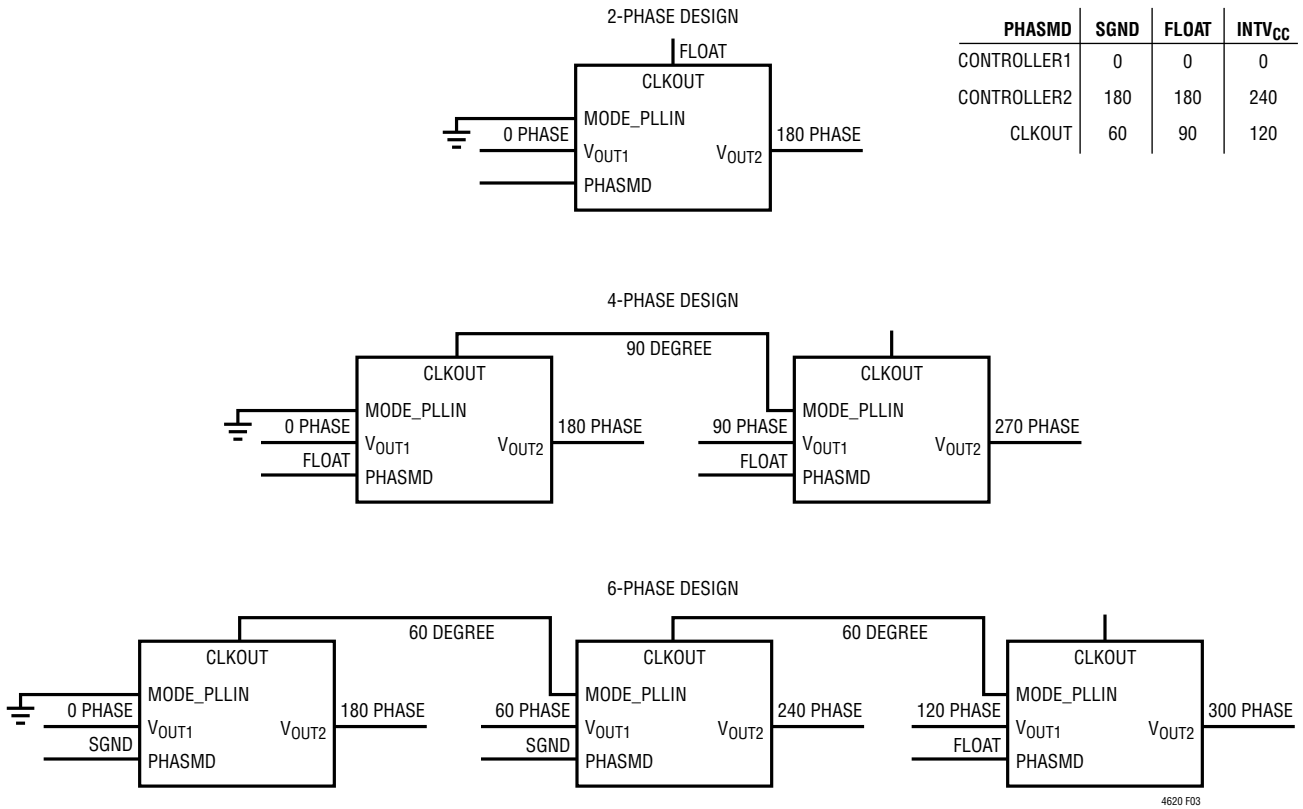 2-PHASE DESIGN
FLOAT
CLKOUT
MODE_PLLIN
0 PHASE
VOUT1
VOUT2
180 PHASE
PHASMD
PHASMD SGND FLOAT INTVCC
CONTROLLER1 0 0 0
CONTROLLER2 180 180 240
CLKOUT 60 90 120
4-PHASE DESIGN
90 DEGREE
CLKOUT
MODE_PLLIN
0 PHASE
VOUT1
VOUT2
180 PHASE
FLOAT
PHASMD
CLKOUT
MODE_PLLIN
90 PHASE
VOUT1
VOUT2
270 PHASE
FLOAT
PHASMD
6-PHASE DESIGN
60 DEGREE
60 DEGREE
CLKOUT
MODE_PLLIN
0 PHASE
VOUT1
VOUT2
180 PHASE
SGND
PHASMD
CLKOUT
MODE_PLLIN
60 PHASE
VOUT1
VOUT2
240 PHASE
SGND
PHASMD
CLKOUT
MODE_PLLIN
120 PHASE
VOUT1
VOUT2
300 PHASE
FLOAT
PHASMD
4620 F03